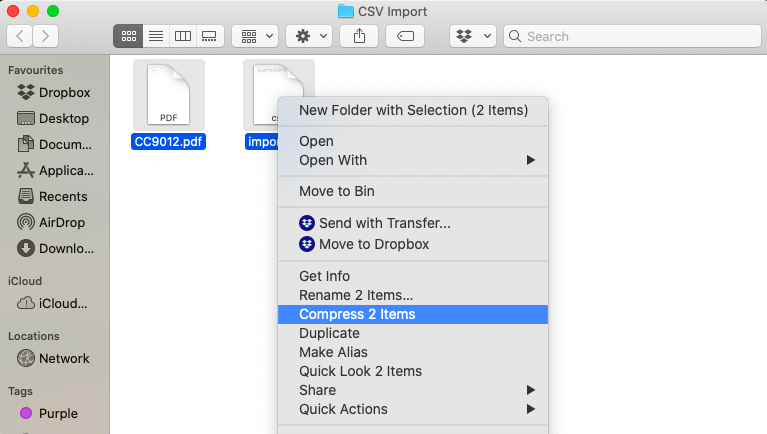 CSV Import
Search
Favourites
Dropbox
Desktop
Docum...
Applica...
Recents
AirDrop
Downlo...
iCloud
iCloud...
Locations
Network
Tags
Purple
PDF
CC9012.pdf
New Folder with Selection (2 Items)
Open
Open With
Move to Bin
Send with Transfer...
Move to Dropbox
Get Info
Rename 2 Items...
Compress 2 Items
Duplicate
Make Alias
Quick Look 2 Items
Share
Quick Actions